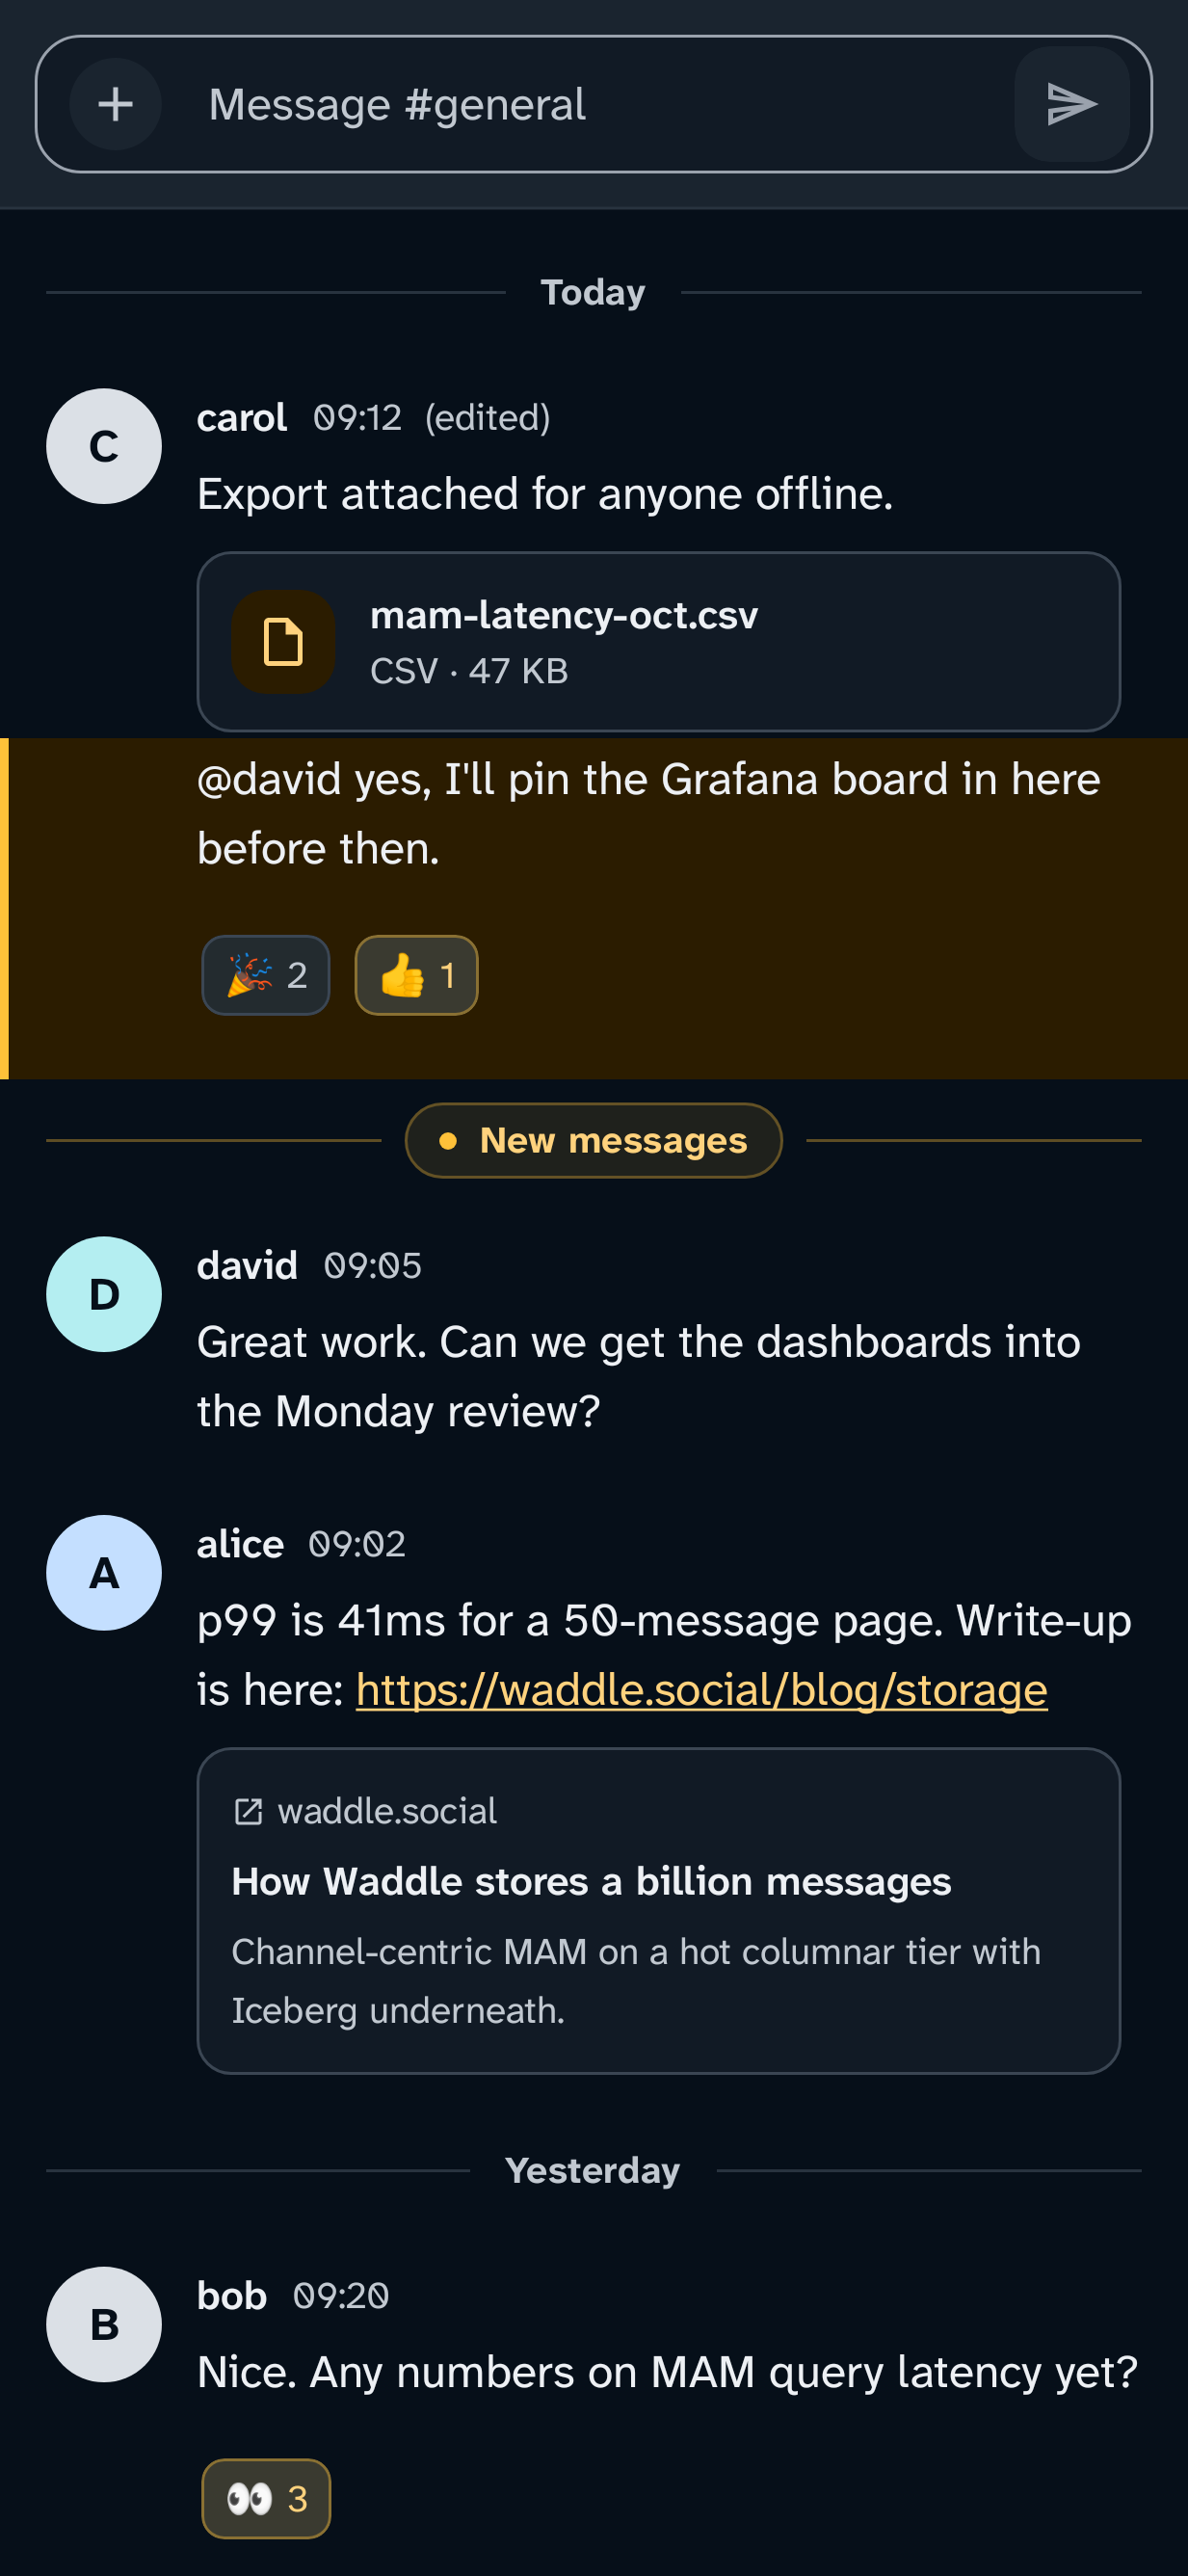 Message #general
Today
C
carol 09:12 (edited)
Export attached for anyone offline.
mam-latency-oct.csv
CSV · 47 KB
@david yes, I'll pin the Grafana board in here
before then.
🎉 2 👍 1
New messages
D
david 09:05
Great work. Can we get the dashboards into
the Monday review?
A
alice 09:02
p99 is 41ms for a 50-message page. Write-up
is here: https://waddle.social/blog/storage
waddle.social
How Waddle stores a billion messages
Channel-centric MAM on a hot columnar tier with
Iceberg underneath.
Yesterday
B
bob 09:20
Nice. Any numbers on MAM query latency yet?
👀 3